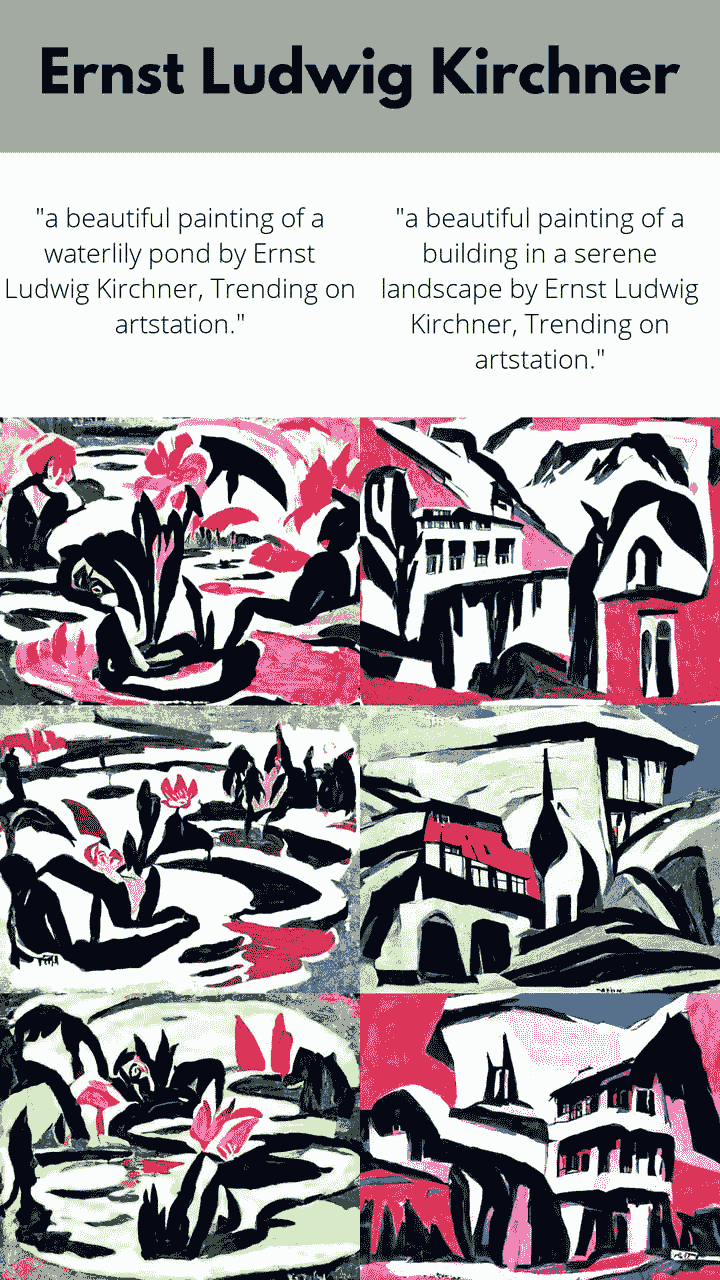 Ernst Ludwig Kirchner
"a beautiful painting of a
waterlily pond by Ernst
Ludwig Kirchner, Trending on
artstation."
"a beautiful painting of a
building in a serene
landscape by Ernst Ludwig
Kirchner, Trending on
artstation."